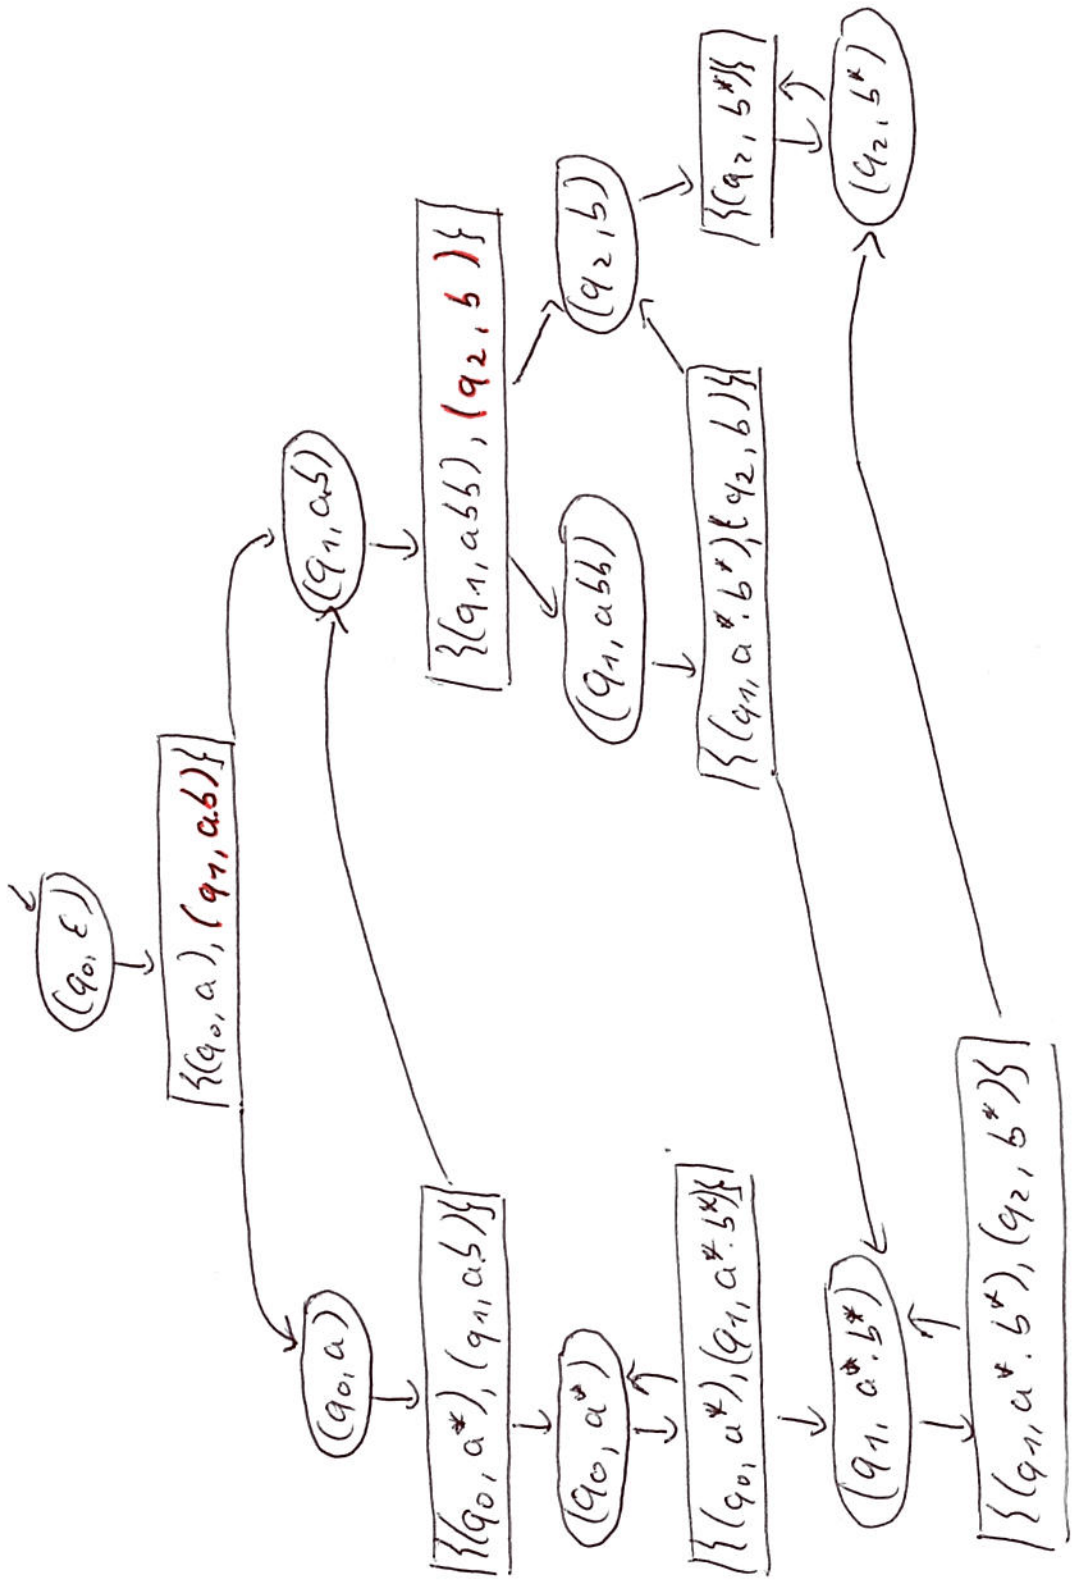 (q0, ε)
{(q0, a), (q1, ab)}
(q0, a)
(q1, ab)
{(q0, a*), (q1, ab)}
{(q1, abb), (q2, b)}
(q0, a*)
(q1, abb)
(q2, b)
{(q0, a*), (q1, a*.b*)}
{(q1, a*.b*), (q2, b)}
{(q2, b*)}
(q1, a*.b*)
(q2, b*)
{(q1, a*.b*), (q2, b*)}